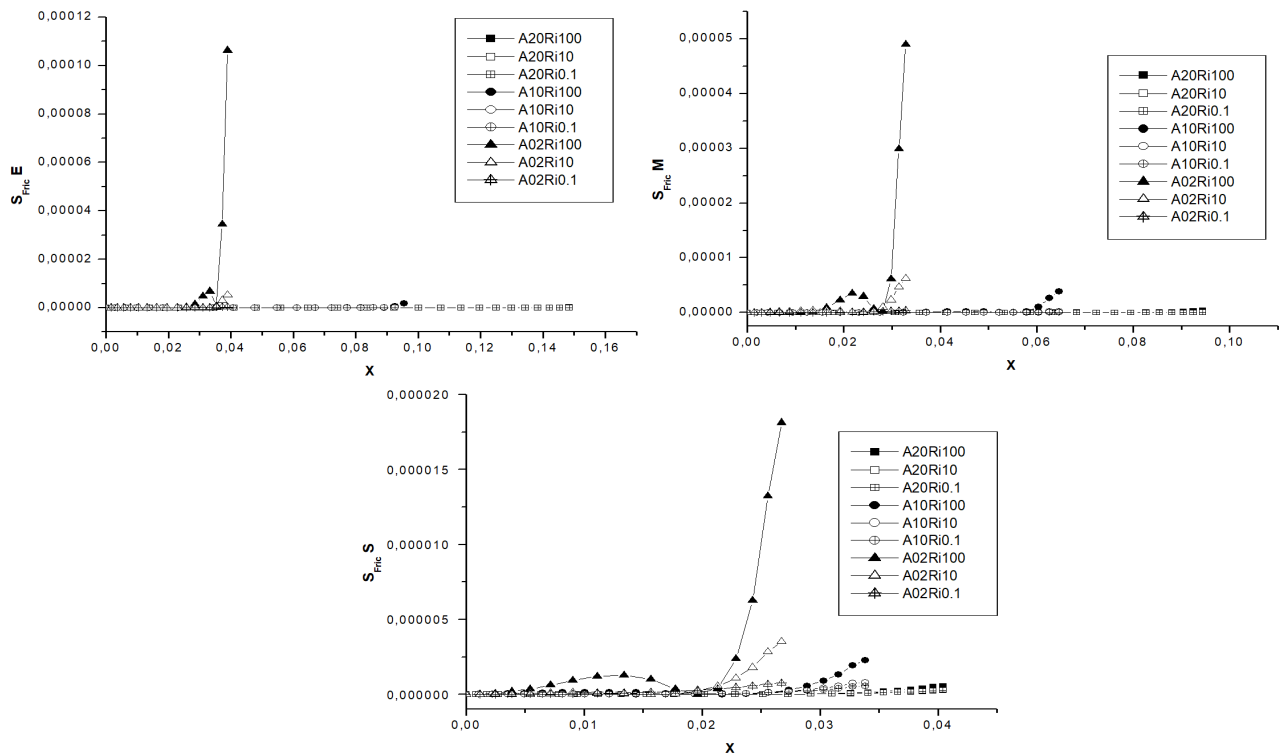 0,00012
0,00010
0,00008
0,00006
0,00004
0,00002
0,00000
S_Fric E
0,00
0,02
0,04
0,06
0,08
0,10
0,12
0,14
0,16
X
A20Ri100
A20Ri10
A20Ri0.1
A10Ri100
A10Ri10
A10Ri0.1
A02Ri100
A02Ri10
A02Ri0.1
0,00005
0,00004
0,00003
0,00002
0,00001
0,00000
S_Fric M
0,00
0,02
0,04
0,06
0,08
0,10
X
A20Ri100
A20Ri10
A20Ri0.1
A10Ri100
A10Ri10
A10Ri0.1
A02Ri100
A02Ri10
A02Ri0.1
0,000020
0,000015
0,000010
0,000005
0,000000
S_Fric S
0,00
0,01
0,02
0,03
0,04
X
A20Ri100
A20Ri10
A20Ri0.1
A10Ri100
A10Ri10
A10Ri0.1
A02Ri100
A02Ri10
A02Ri0.1